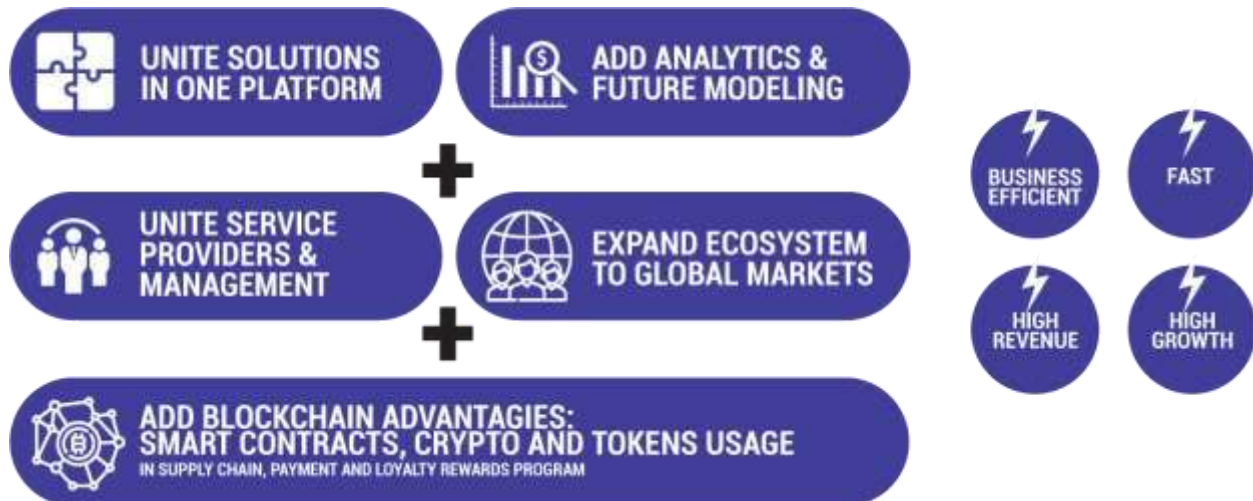 UNITE SOLUTIONS
IN ONE PLATFORM
ADD ANALYTICS &
FUTURE MODELING
UNITE SERVICE
PROVIDERS &
MANAGEMENT
EXPAND ECOSYSTEM
TO GLOBAL MARKETS
ADD BLOCKCHAIN ADVANTAGIES:
SMART CONTRACTS, CRYPTO AND TOKENS USAGE
IN SUPPLY CHAIN, PAYMENT AND LOYALTY REWARDS PROGRAM
BUSINESS
EFFICIENT
FAST
HIGH
REVENUE
HIGH
GROWTH